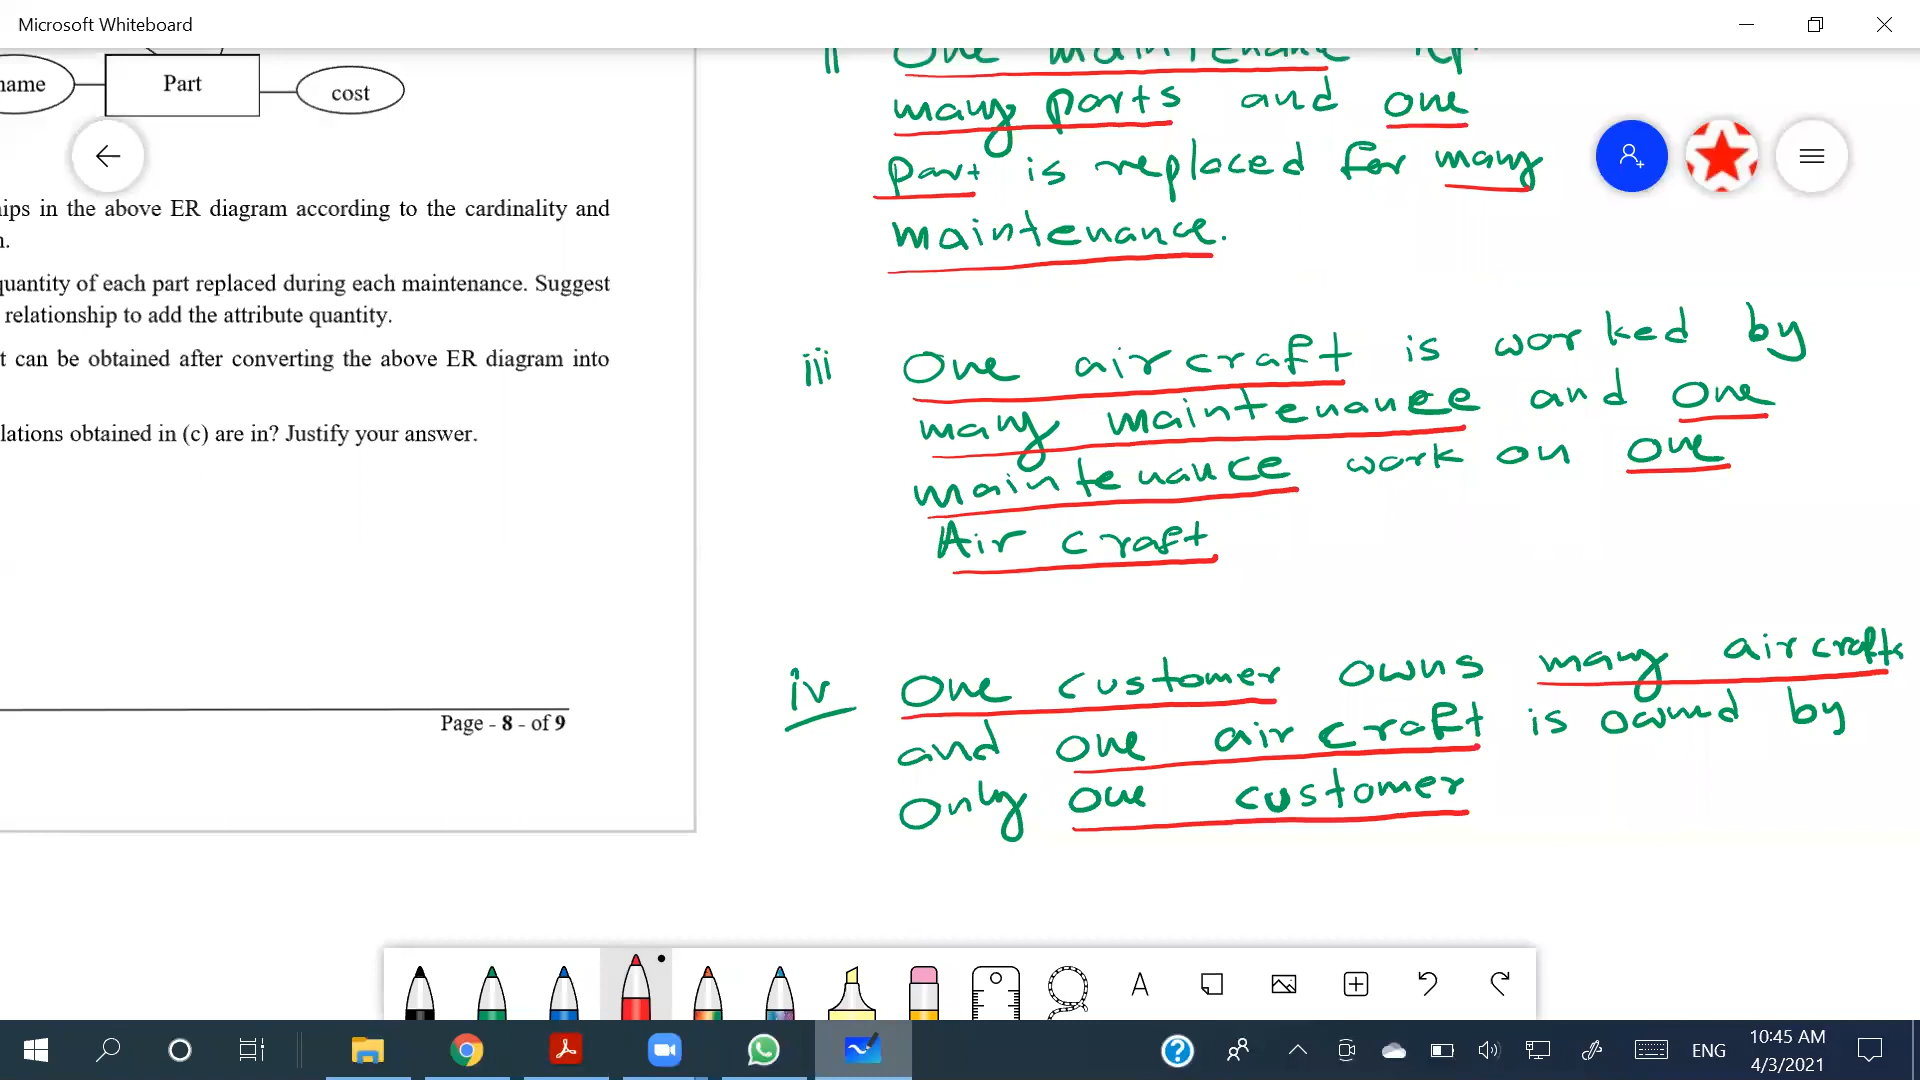 Microsoft Whiteboard
name
Part
cost
ii One maintenance
many parts and one
part is replaced for many
maintenance.
ips in the above ER diagram according to the cardinality and
n.
quantity of each part replaced during each maintenance. Suggest
relationship to add the attribute quantity.
t can be obtained after converting the above ER diagram into
lations obtained in (c) are in? Justify your answer.
Page - 8 - of 9
iii One aircraft is worked by
many maintenance and one
maintenance work on one
Air craft
iv One customer owns many aircrafts
and one aircraft is owned by
only one customer
A
ENG
10:45 AM
4/3/2021